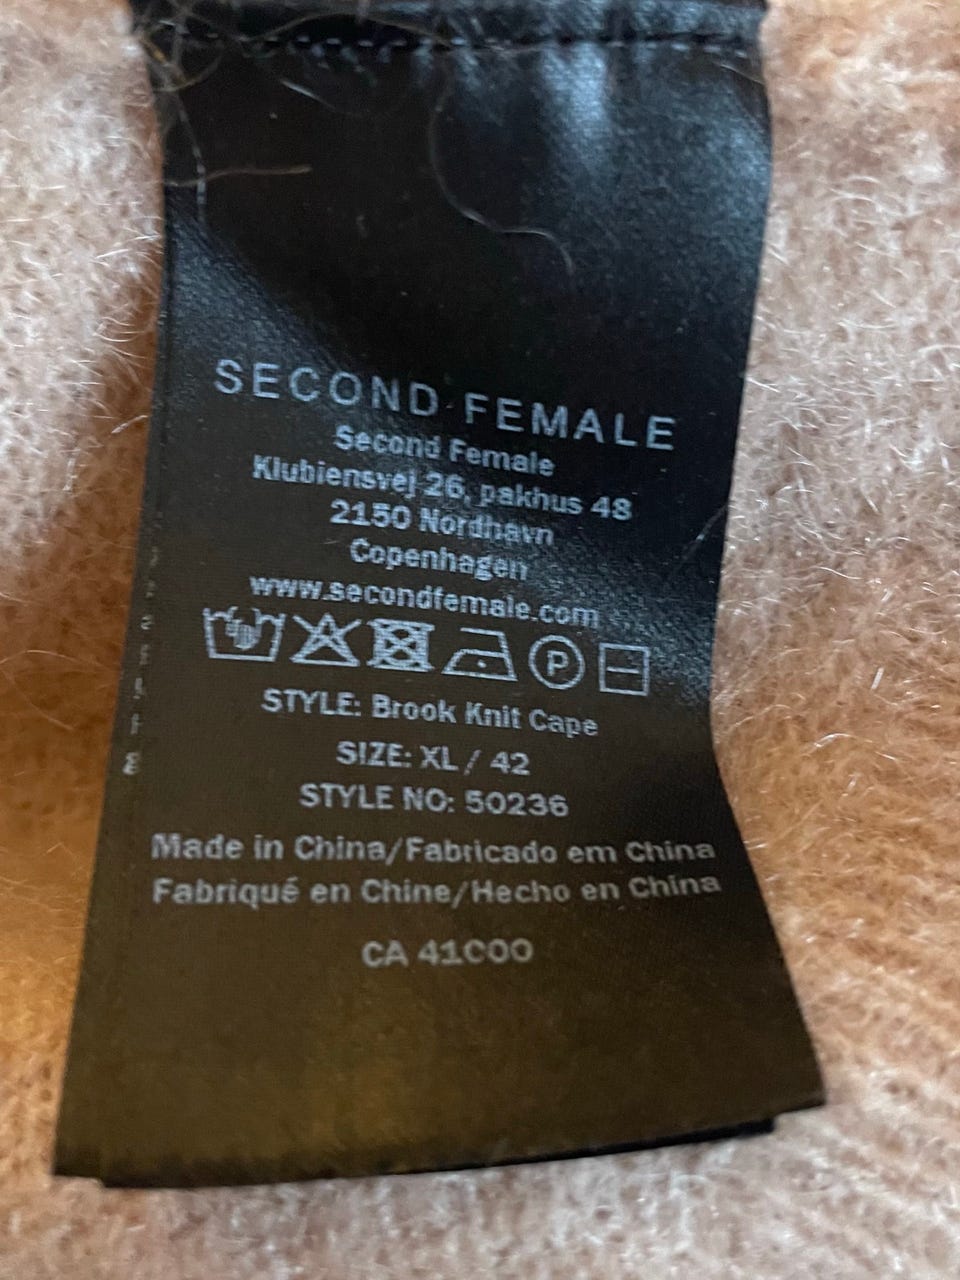 SECOND FEMALE
Second Female
Klubiensvej 26, pakhus 48
2150 Nordhavn
Copenhagen
www.secondfemale.com
P
STYLE: Brook Knit Cape
SIZE: XL / 42
STYLE NO: 50236
Made in China/Fabricado em China
Fabriqué en Chine/Hecho en China
CA 41C00